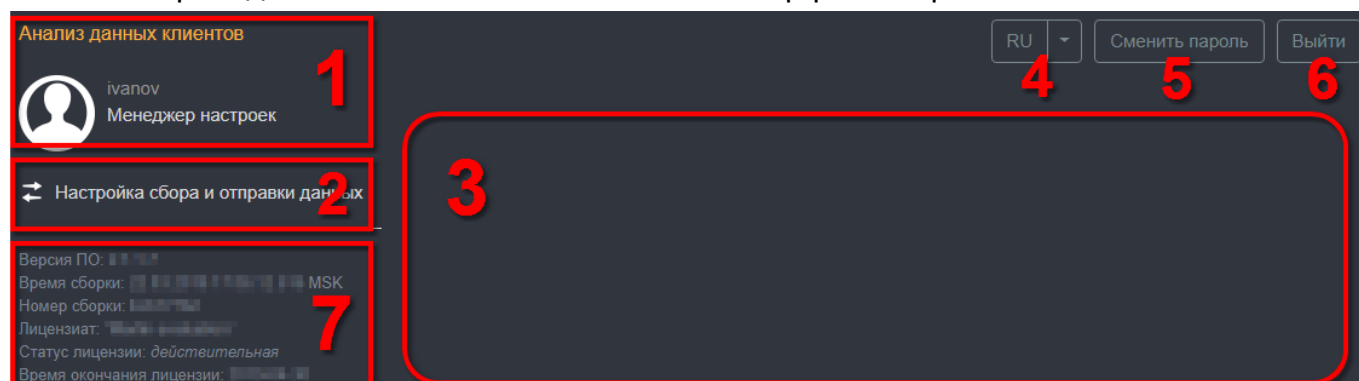 Анализ данных клиентов
1
ivanov
Менеджер настроек
RU
4
Сменить пароль
5
Выйти
6
Настройка сбора и отправки данных
2
3
Версия ПО:
Время сборки: MSK
Номер сборки:
Лицензиат:
7
Статус лицензии: действительная
Время окончания лицензии: